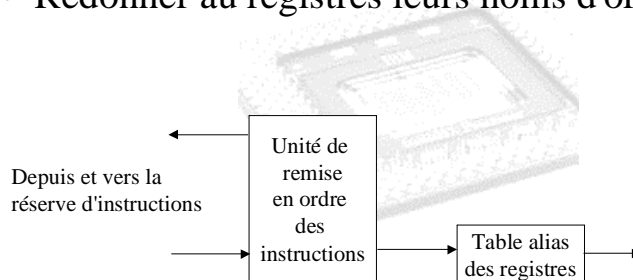 Redonner au registres leurs noms d'or
Unité de
remise
en ordre
des
instructions
Depuis et vers la
réserve d'instructions
Table alias
des registres